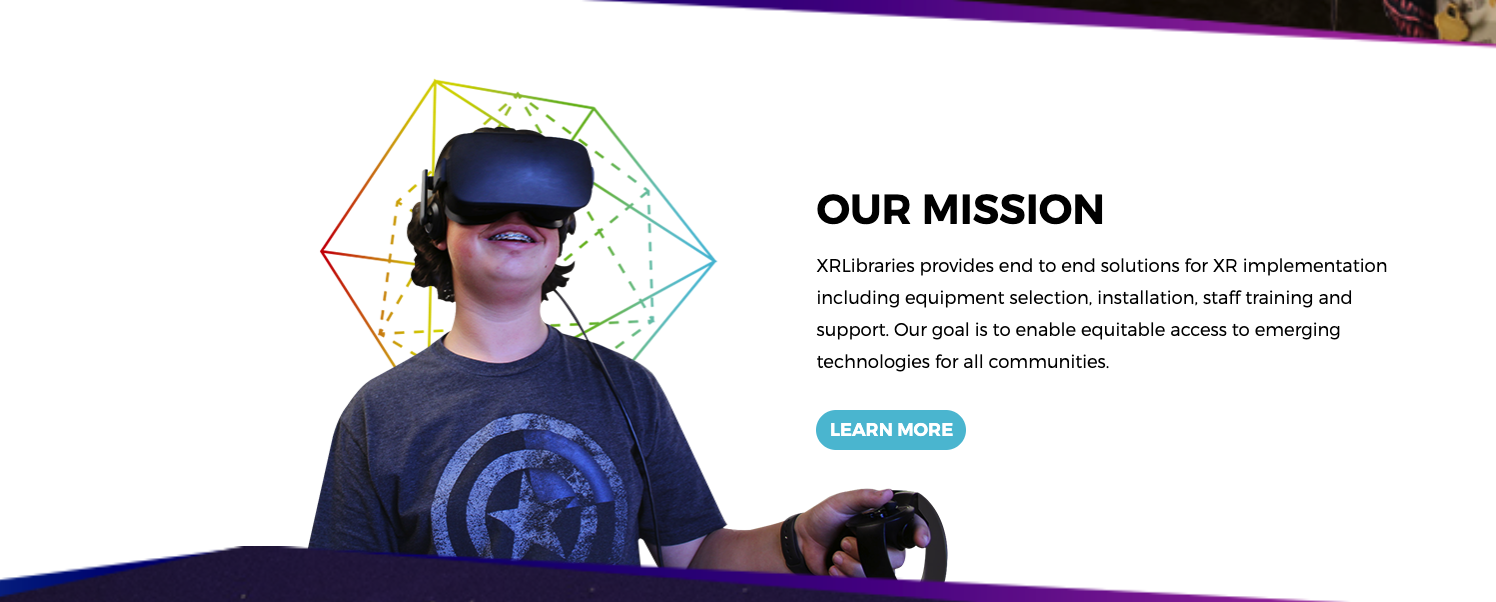 OUR MISSION
XRLibraries provides end to end solutions for XR implementation
including equipment selection, installation, staff training and
support. Our goal is to enable equitable access to emerging
technologies for all communities.
LEARN MORE